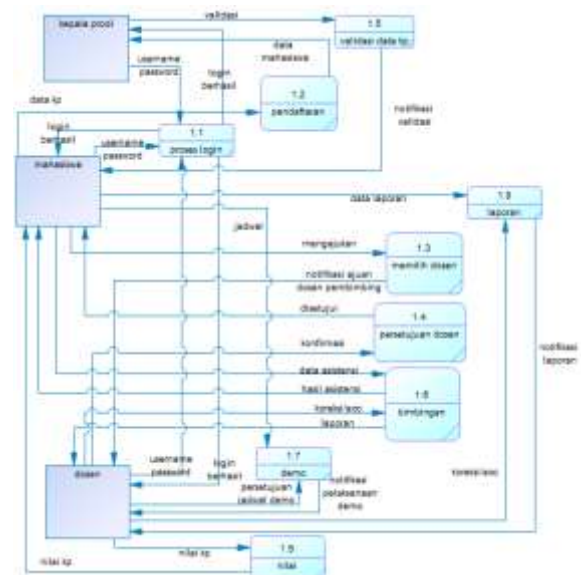 kepala prodi
validasi
1.5
validasi data kp
data
mahasiswa
username
password
login
berhasil
1.2
pendaftaran
notifikasi
validasi
data kp
login
berhasil
username
password
1.1
proses login
mahasiswa
data laporan
1.8
laporan
jadwal
mengajukan
1.3
memilih dosen
notifikasi ajuan
dosen pembimbing
disetujui
1.4
persetujuan dosen
konfirmasi
notifikasi
laporan
data asistensi
hasil asistensi
1.6
bimbingan
koreksi/acc
laporan
dosen
username
password
login
berhasil
1.7
demo
persetujuan
jadwal demo
notifikasi
pelaksanaan
demo
koreksi/acc
nilai kp
nilai kp
1.9
nilai